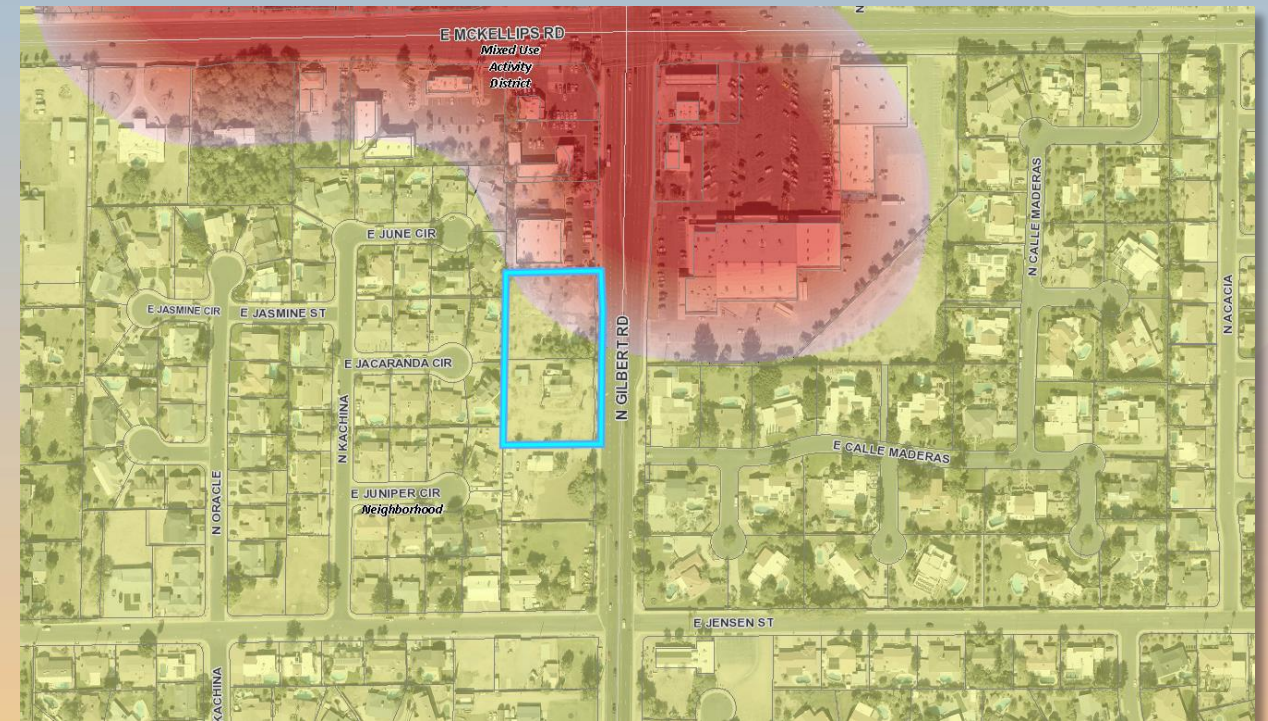 N
E MCKELLIPS RD
Mixed Use
Activity
District
N CALLE MADERAS
E JUNE CIR
N ACACIA
E JASMINE CIR
E JASMINE ST
N GILBERT RD
E JACARANDA CIR
N KACHINA
E CALLE MADERAS
N ORACLE
E JUNIPER CIR
Neighborhood
E JENSEN ST
KACHINA